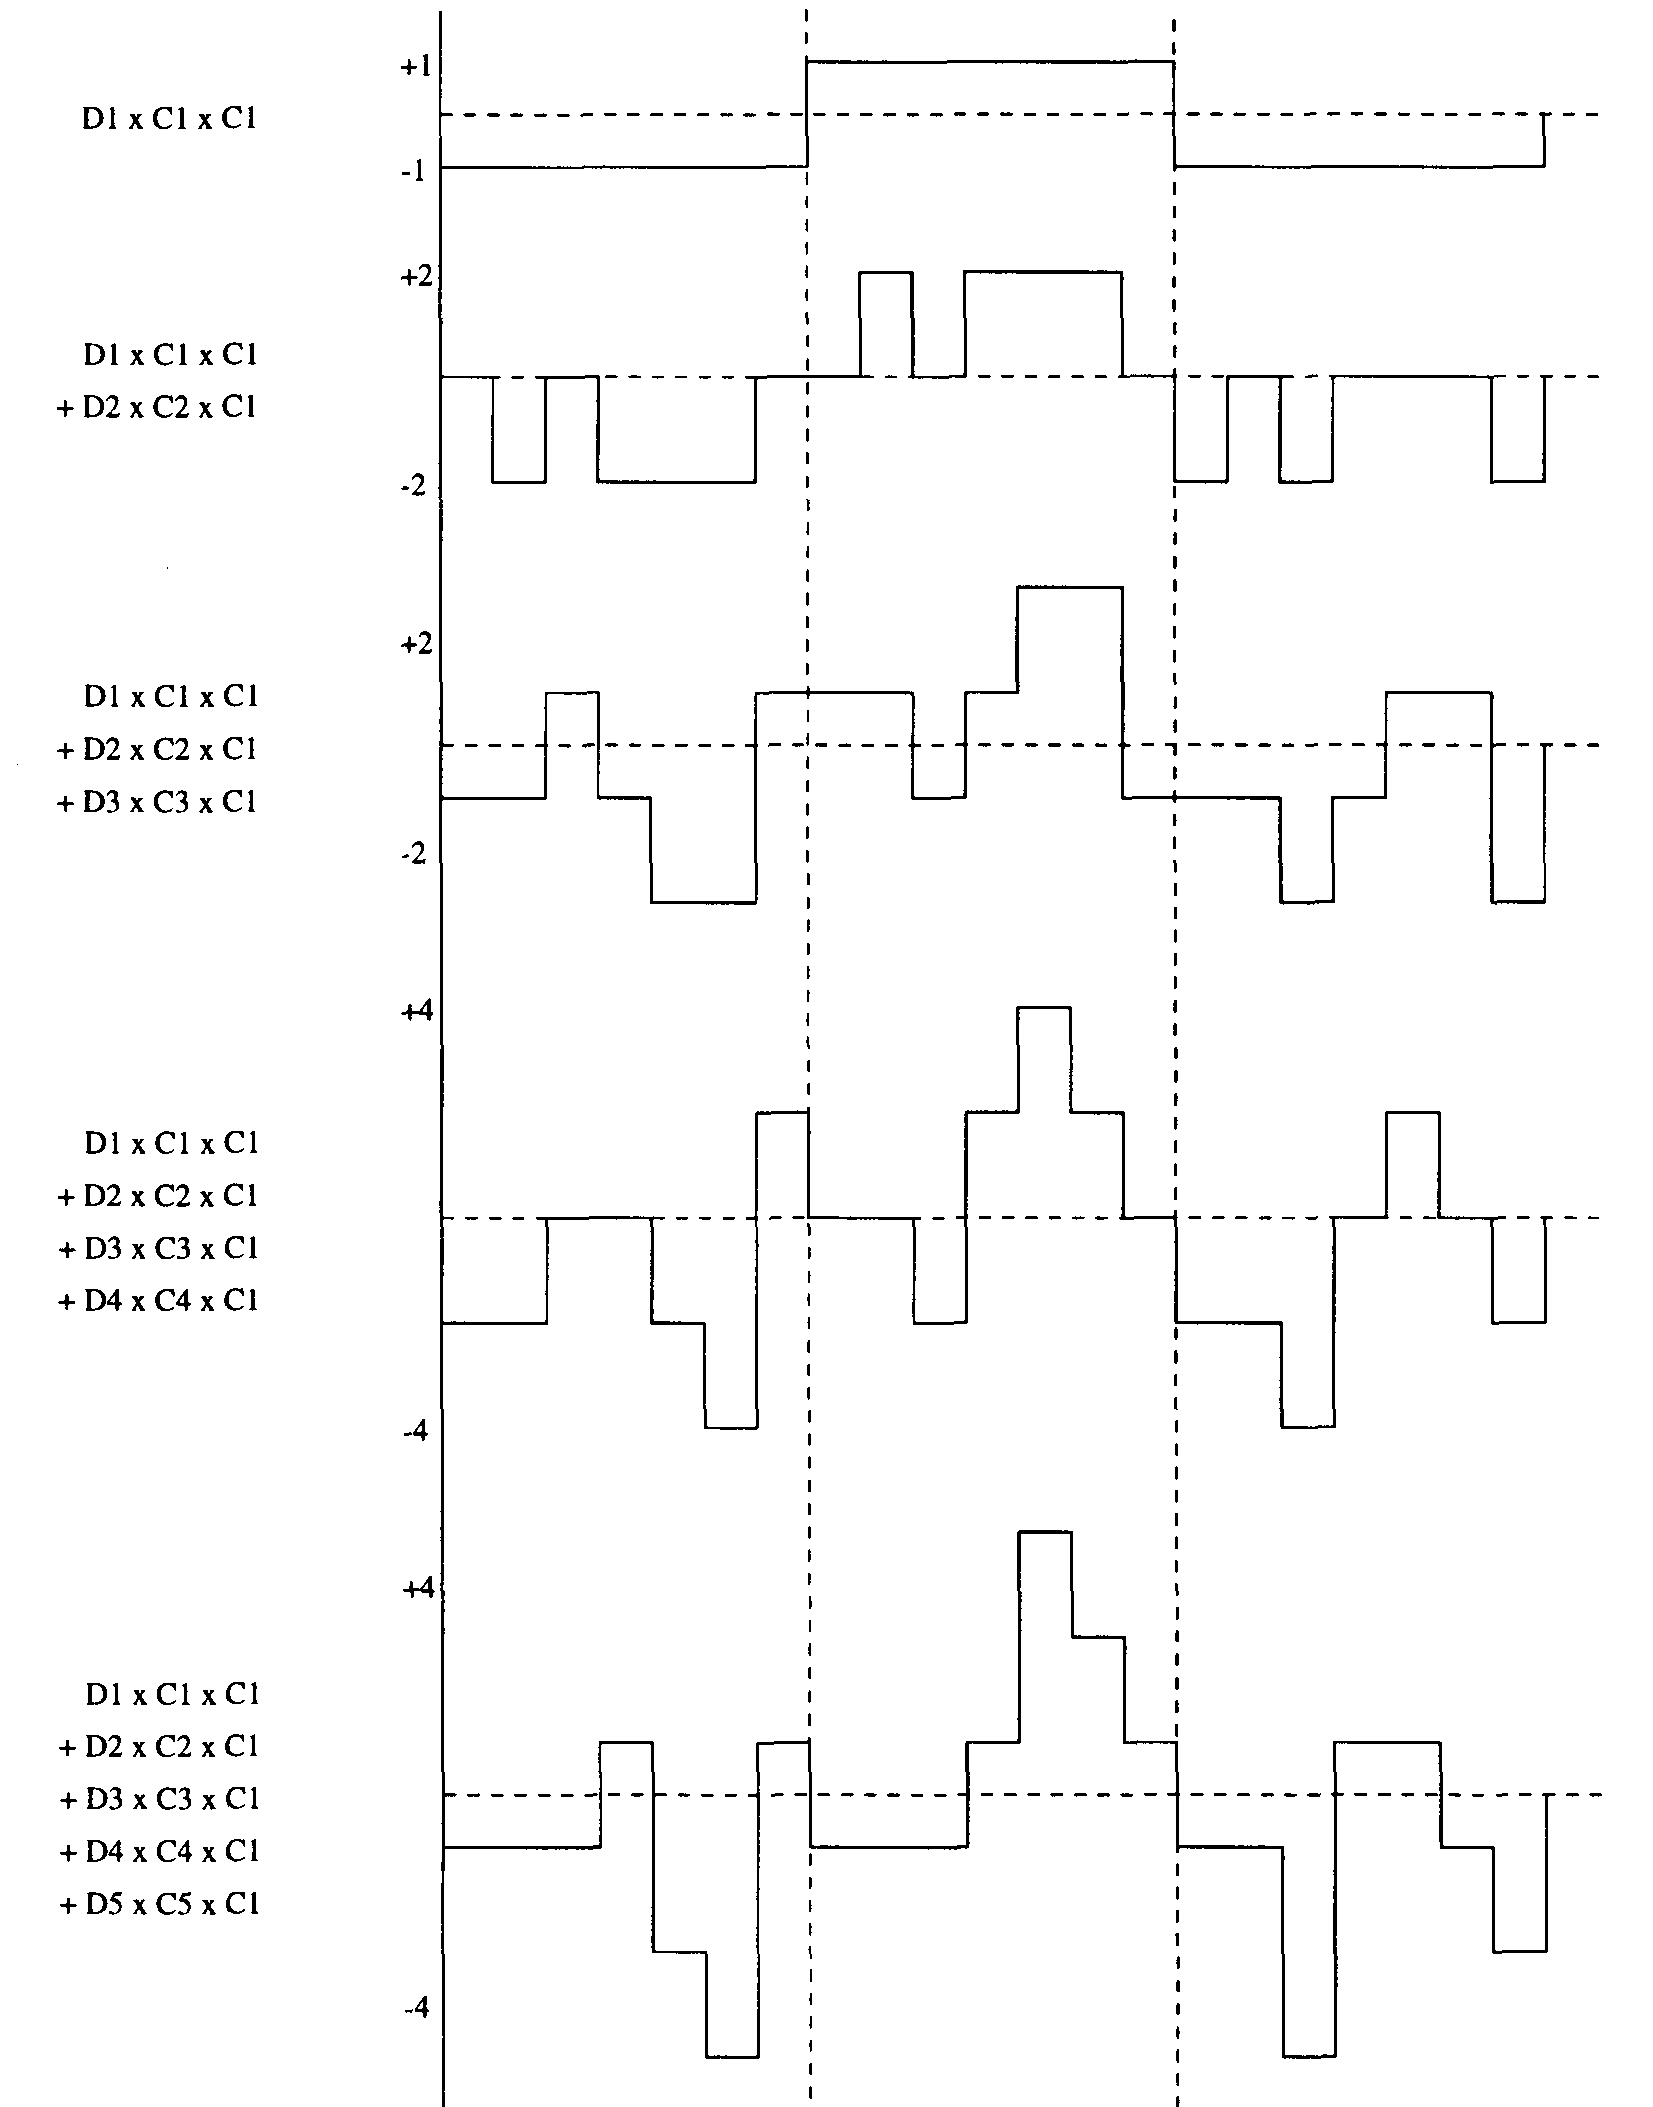 +1
D1 x C1 x C1
-1
+2
D1 x C1 x C1
+ D2 x C2 x C1
-2
+2
D1 x C1 x C1
+ D2 x C2 x C1
+ D3 x C3 x C1
-2
+4
D1 x C1 x C1
+ D2 x C2 x C1
+ D3 x C3 x C1
+ D4 x C4 x C1
-4
+4
D1 x C1 x C1
+ D2 x C2 x C1
+ D3 x C3 x C1
+ D4 x C4 x C1
+ D5 x C5 x C1
-4